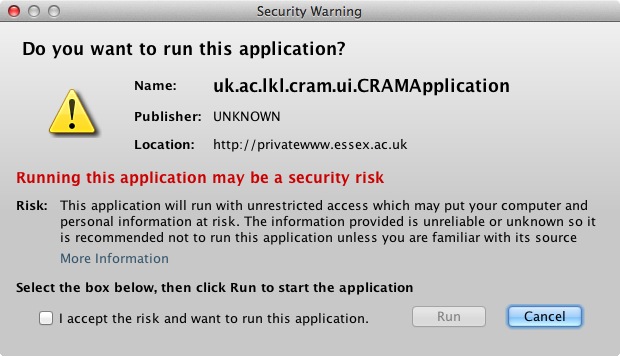 Security Warning
Do you want to run this application?
Name: uk.ac.lkl.cram.ui.CRAMApplication
Publisher: UNKNOWN
Location: http://privatewww.essex.ac.uk
Running this application may be a security risk
Risk: This application will run with unrestricted access which may put your computer and
personal information at risk. The information provided is unreliable or unknown so it
is recommended not to run this application unless you are familiar with its source
More Information
Select the box below, then click Run to start the application
I accept the risk and want to run this application. Run Cancel